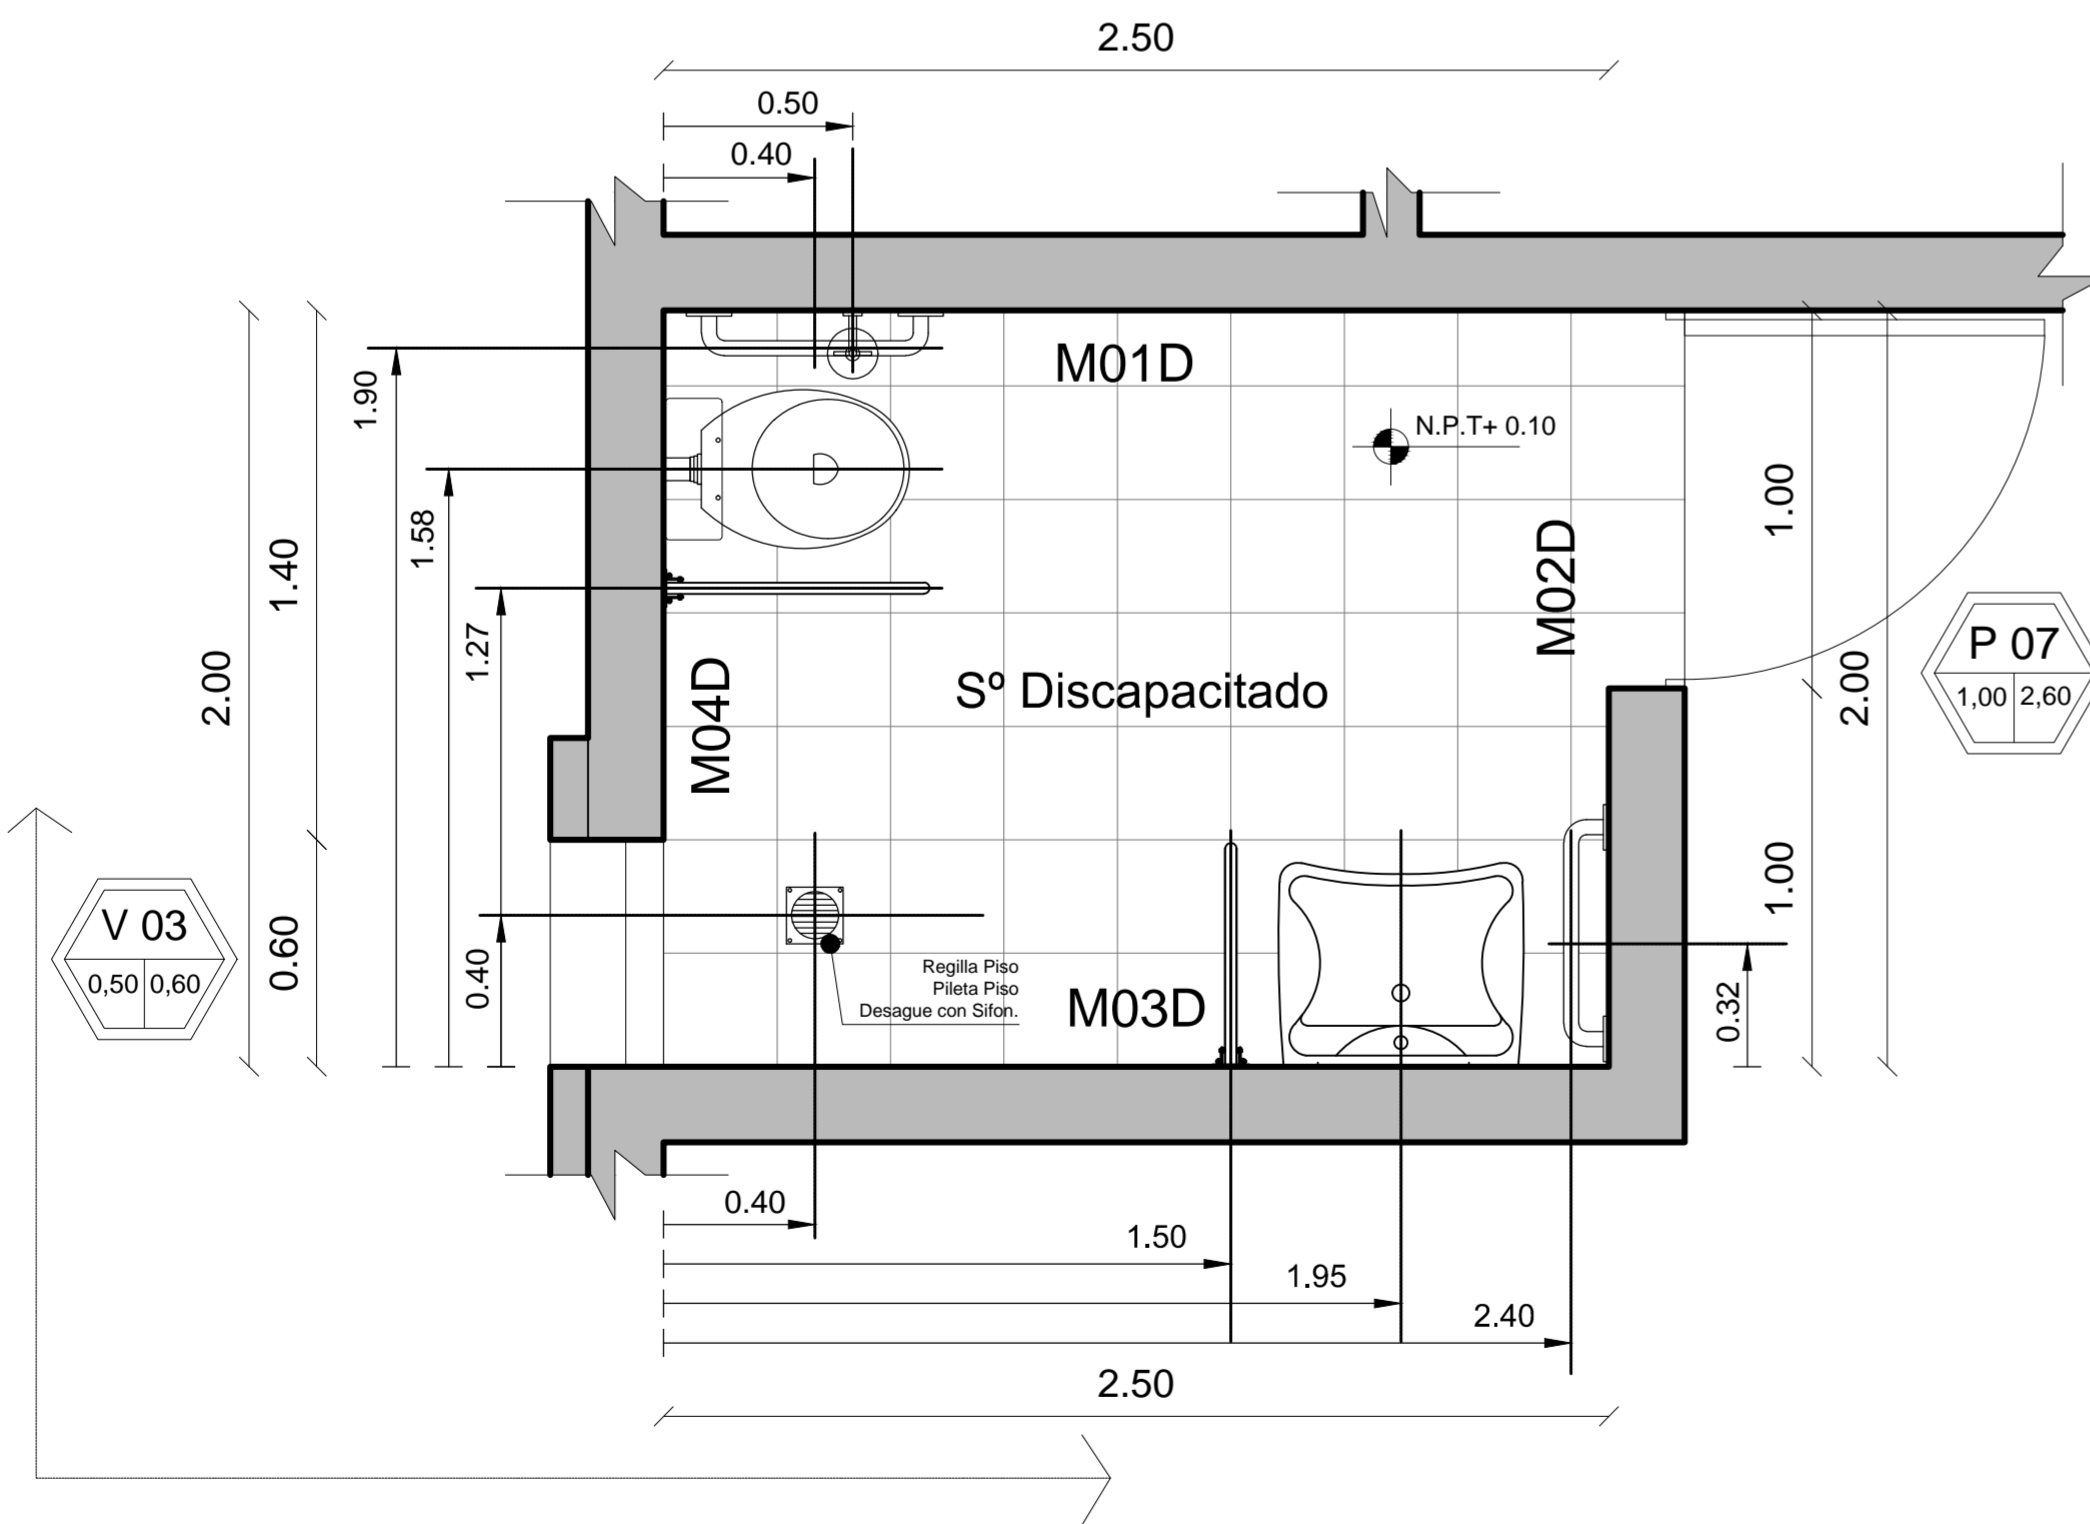 2.50
0.50
0.40
M01D
N.P.T+ 0.10
1.90
1.58
1.40
1.27
2.00
M04D
Sº Discapacitado
M02D
1.00
2.00
P 07
1,00 2,60
V 03
0,50 0,60
0.60
0.40
Regilla Piso
Pileta Piso
Desague con Sifon.
M03D
1.00
0.32
0.40
1.50
1.95
2.40
2.50